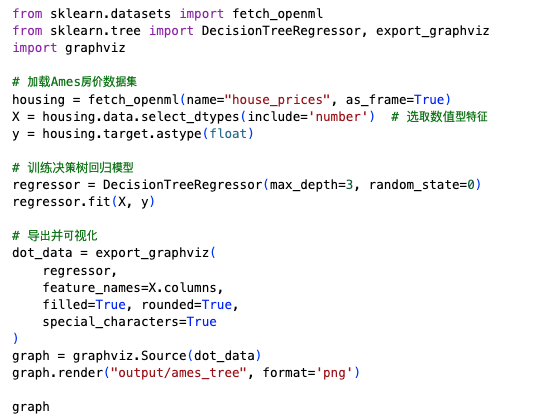 from sklearn.datasets import fetch_openml
from sklearn.tree import DecisionTreeRegressor, export_graphviz
import graphviz

# 加载Ames房价数据集
housing = fetch_openml(name="house_prices", as_frame=True)
X = housing.data.select_dtypes(include='number')  # 选取数值型特征
y = housing.target.astype(float)

# 训练决策树回归模型
regressor = DecisionTreeRegressor(max_depth=3, random_state=0)
regressor.fit(X, y)

# 导出并可视化
dot_data = export_graphviz(
    regressor,
    feature_names=X.columns,
    filled=True, rounded=True,
    special_characters=True
)
graph = graphviz.Source(dot_data)
graph.render("output/ames_tree", format='png')

graph